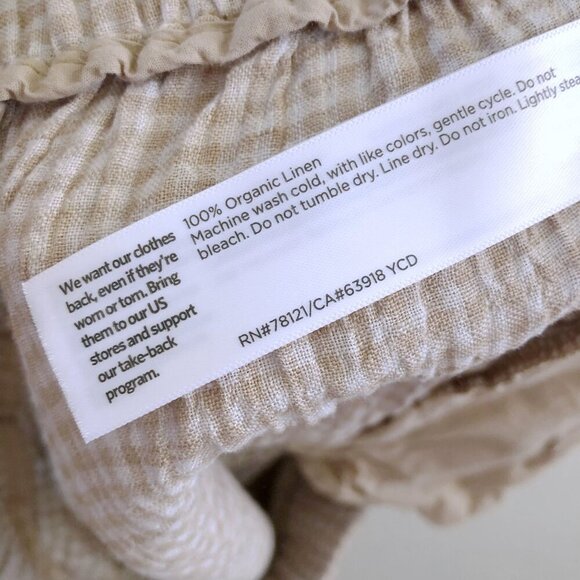 We want our clothes
back, even if they're
worn or torn. Bring
them to our US
stores and support
our take-back
program.
100% Organic Linen
Machine wash cold, with like colors, gentle cycle. Do not
bleach. Do not tumble dry. Line dry. Do not iron. Lightly
RN#78121/CA#63918 YCD